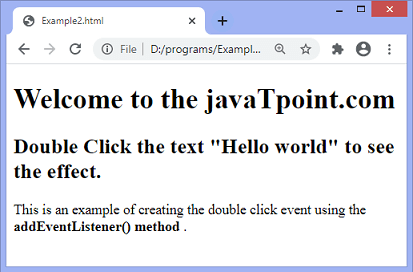 Example2.html
File | D:/programs/Exampl...
Welcome to the javaTpoint.com
Double Click the text "Hello world" to see
the effect.
This is an example of creating the double click event using the
addEventListener() method .